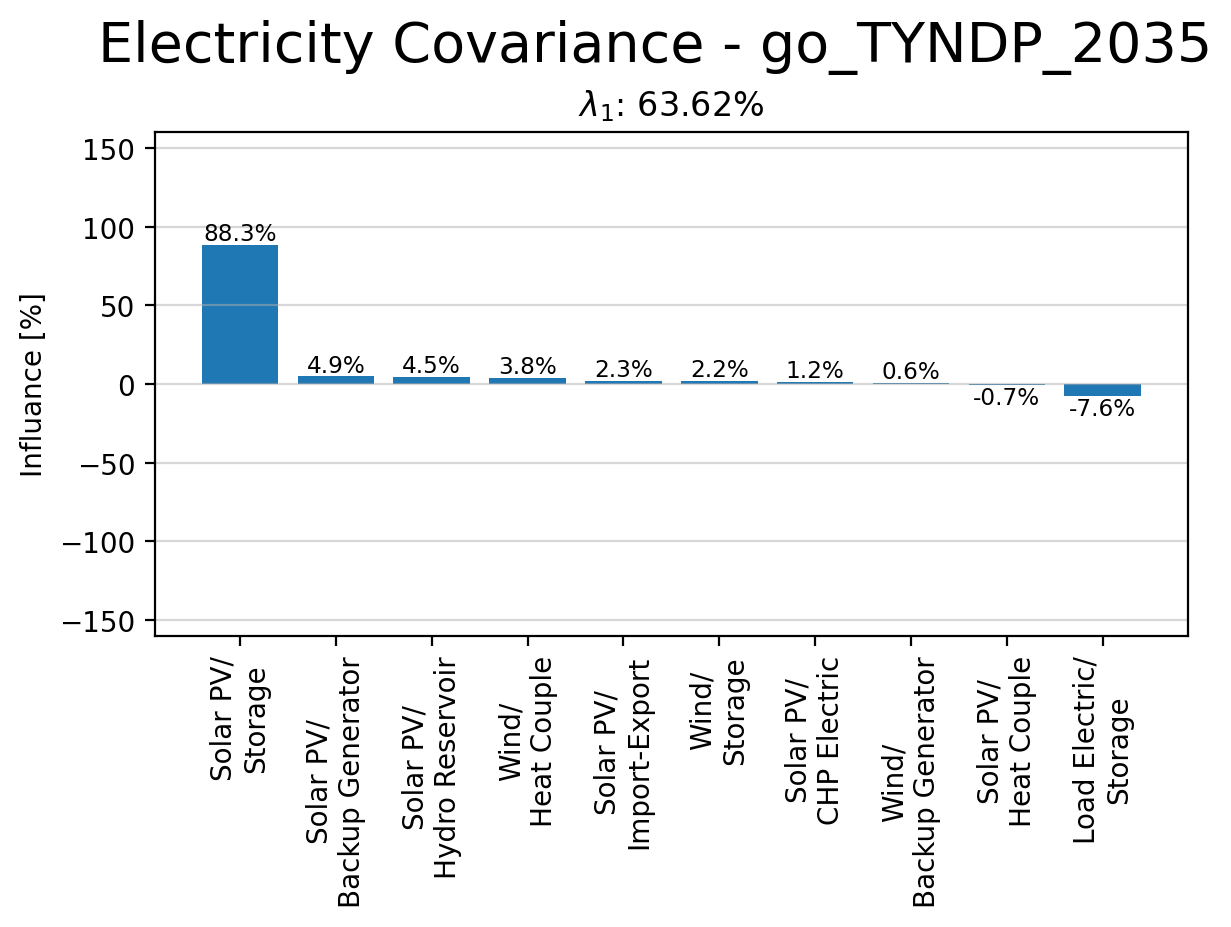 Electricity Covariance - go_TYNDP_2035
λ₁: 63.62%
Influance [%]
150
100
50
0
−50
−100
−150
88.3%
4.9%
4.5%
3.8%
2.3%
2.2%
1.2%
0.6%
-0.7%
-7.6%
Solar PV/
Storage
Solar PV/
Backup Generator
Solar PV/
Hydro Reservoir
Wind/
Heat Couple
Solar PV/
Import-Export
Wind/
Storage
Solar PV/
CHP Electric
Wind/
Backup Generator
Solar PV/
Heat Couple
Load Electric/
Storage